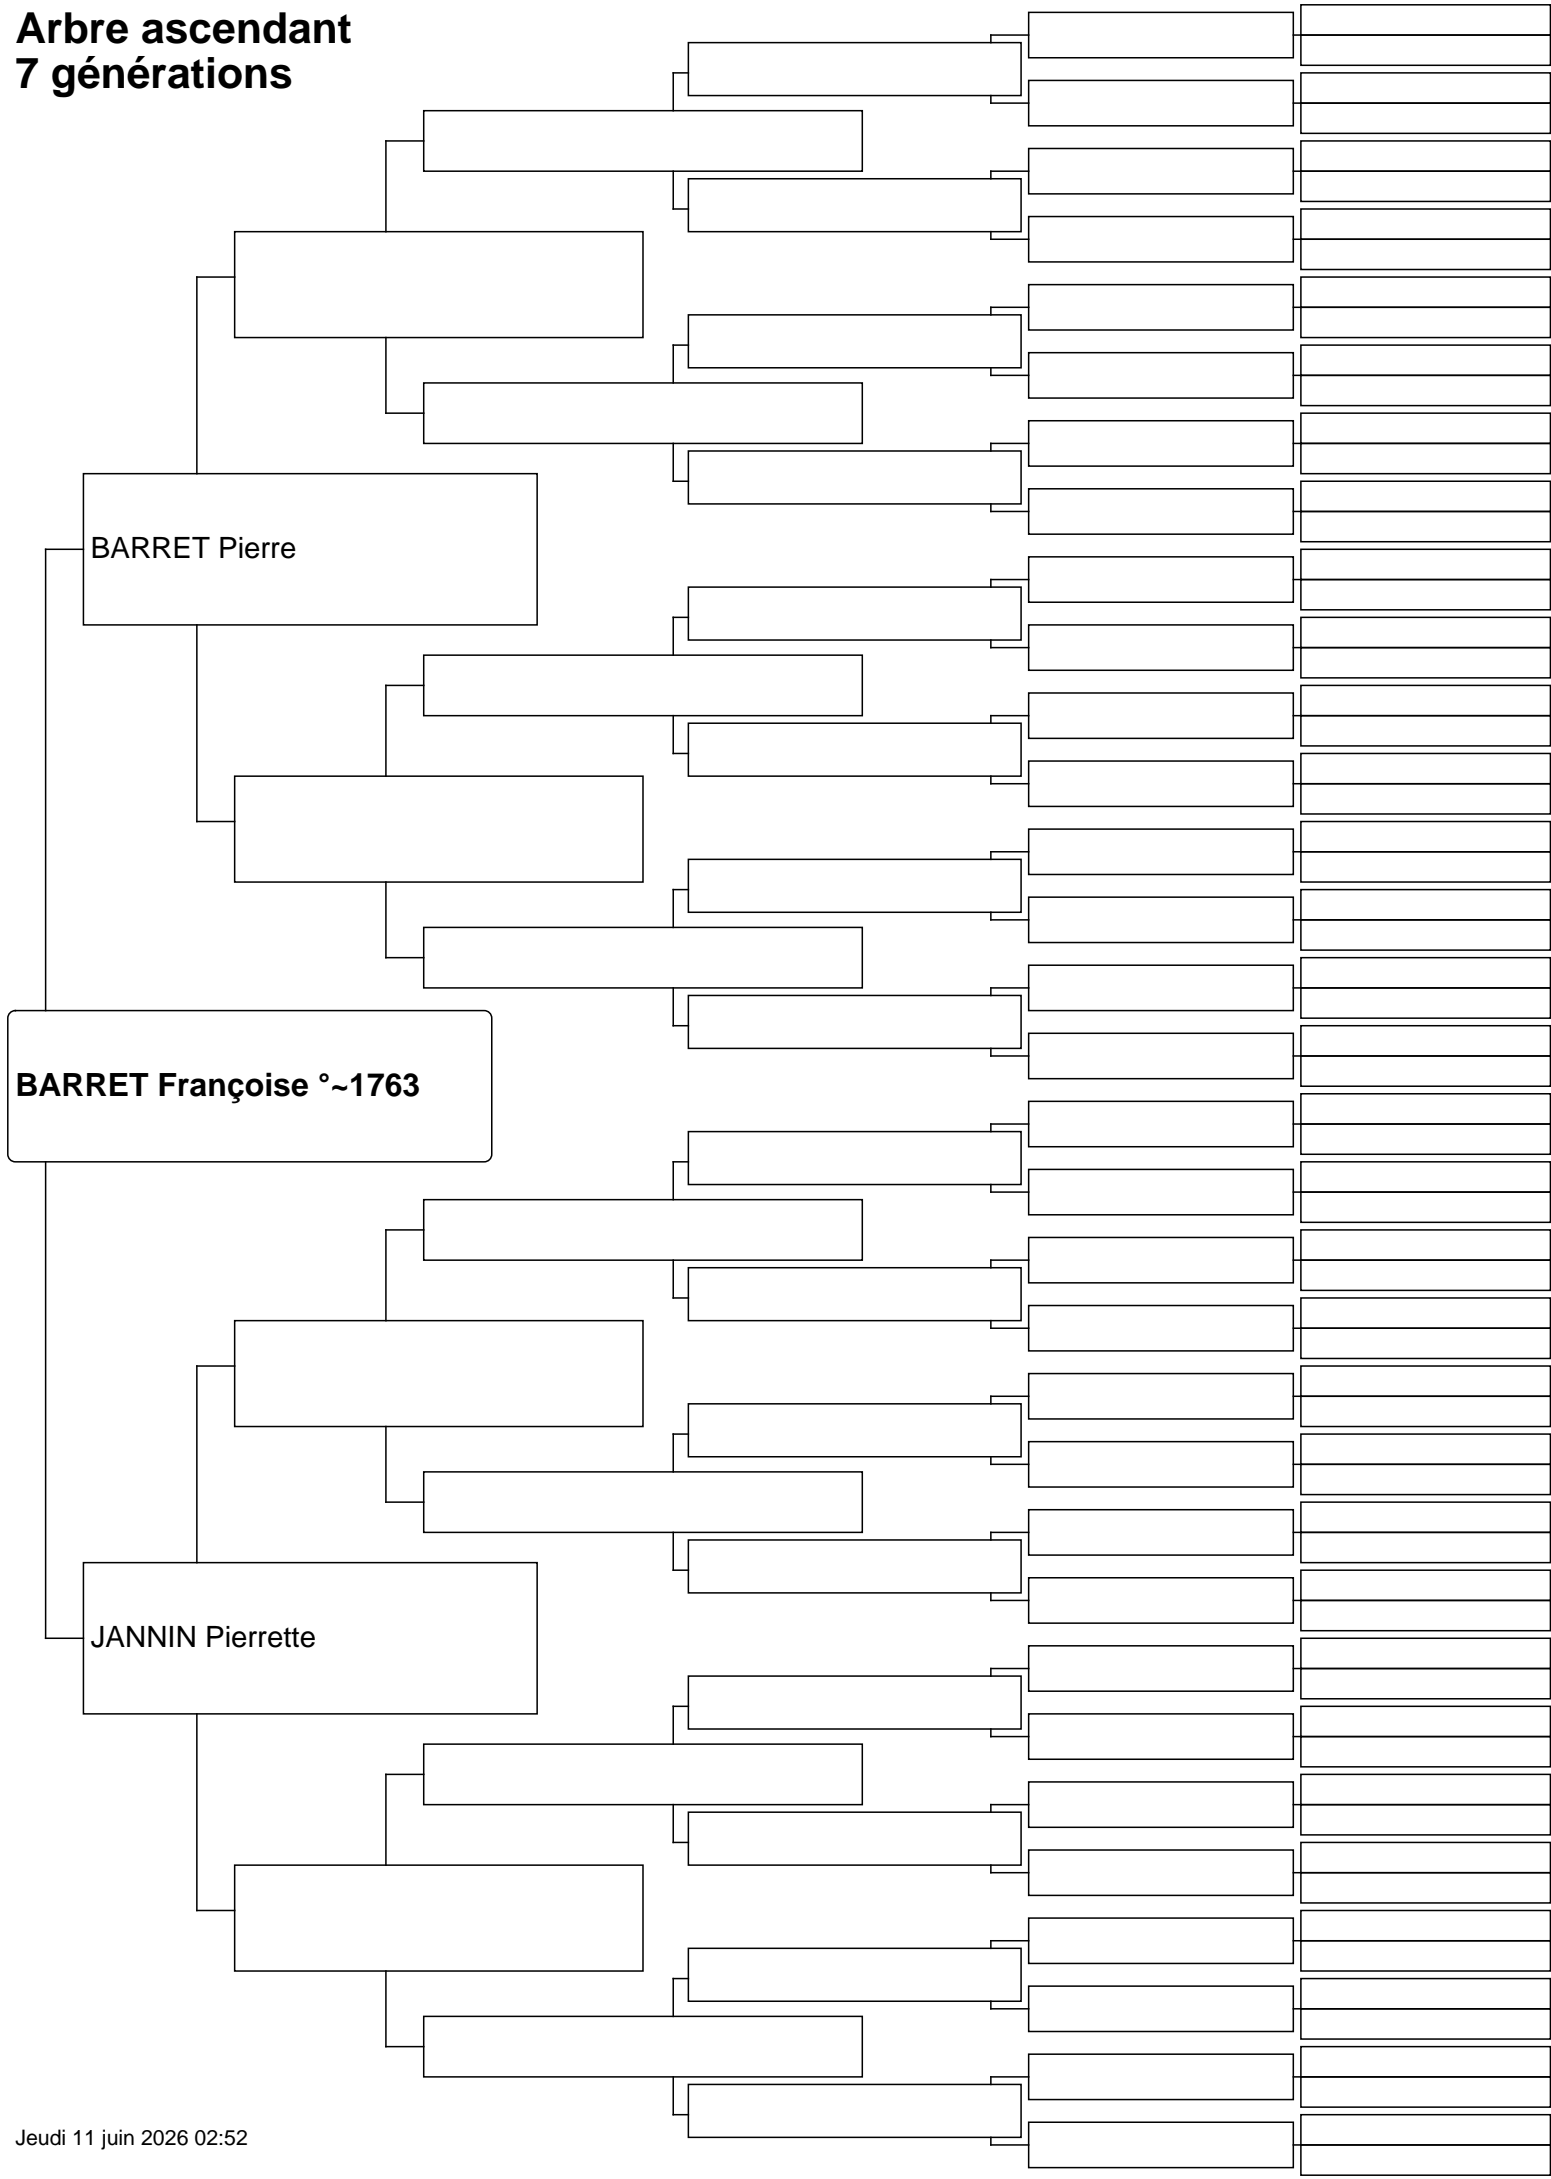 Arbre ascendant
7 générations
BARRET Pierre
BARRET Françoise °~1763
JANNIN Pierrette
Jeudi 11 juin 2026 02:52